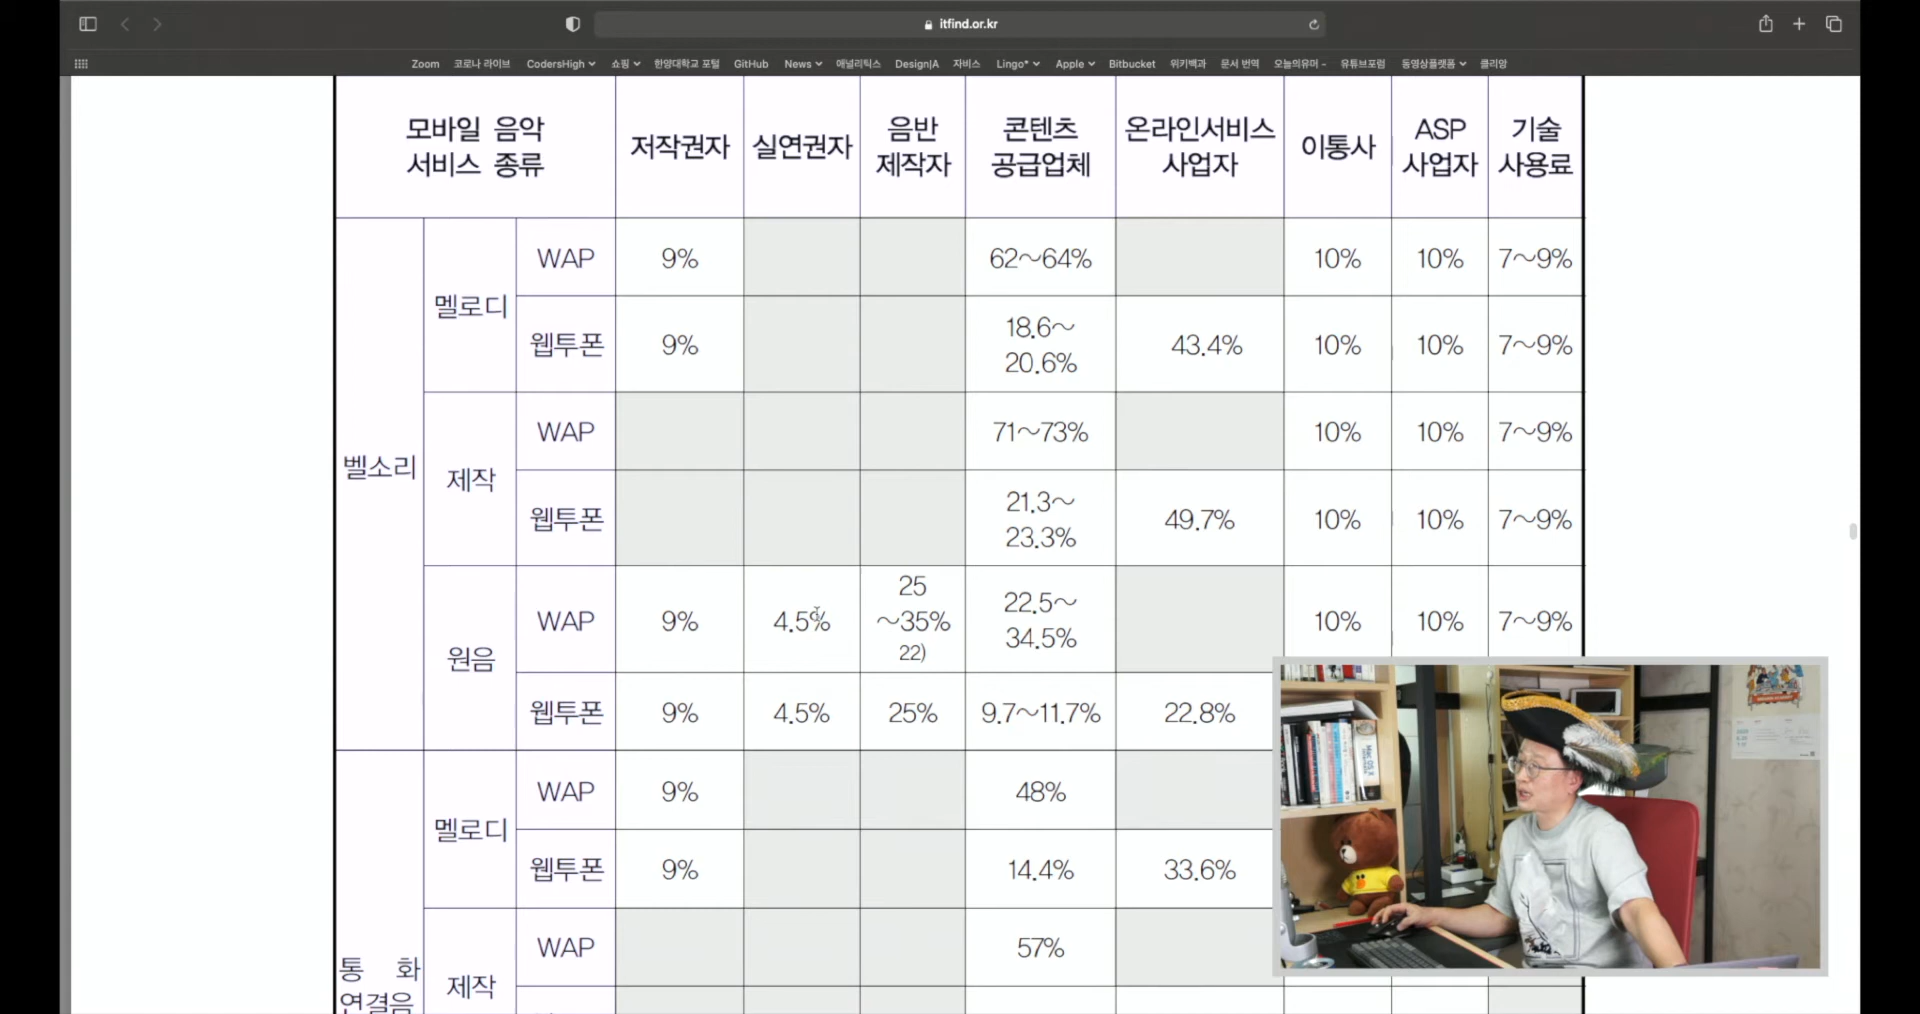 itfind.or.kr
Zoom 코로나 라이브 CodersHigh 쇼핑 한양대학교 포털 GitHub News 애널리틱스 Design|A 자비스 Lingo* Apple Bitbucket 위키백과 문서 번역 오늘의유머 - 유튜브포럼 동영상플랫폼 클리앙
모바일 음악
서비스 종류
저작권자
실연권자
음반
제작자
콘텐츠
공급업체
온라인서비스
사업자
이통사
ASP
사업자
기술
사용료
벨소리
멜로디
WAP 9% 62~64% 10% 10% 7~9%
웹투폰 9% 18.6~
20.6% 43.4% 10% 10% 7~9%
제작
WAP 71~73% 10% 10% 7~9%
웹투폰 21.3~
23.3% 49.7% 10% 10% 7~9%
원음
WAP 9% 4.5% 25
~35%
22) 22.5~
34.5% 10% 10% 7~9%
웹투폰 9% 4.5% 25% 9.7~11.7% 22.8%
통 화
연결음
멜로디
WAP 9% 48%
웹투폰 9% 14.4% 33.6%
제작
WAP 57%